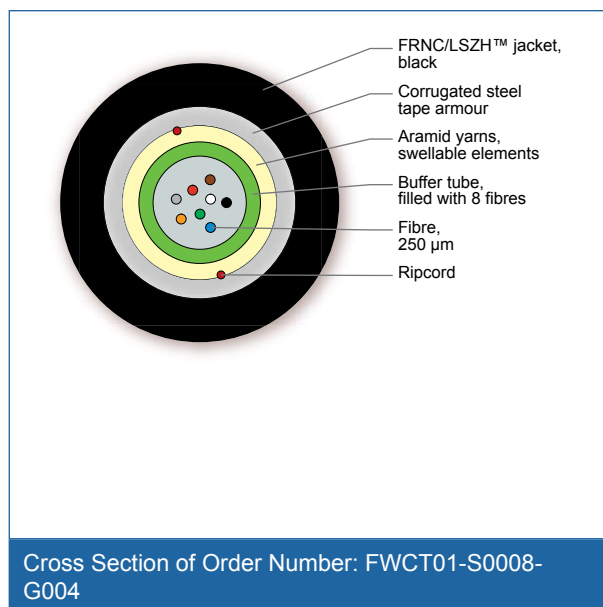 FRNC/LSZH™ jacket,
black
Corrugated steel
tape armour
Aramid yarns,
swellable elements
Buffer tube,
filled with 8 fibres
Fibre,
250 µm
Ripcord
Cross Section of Order Number: FWCT01-S0008-
G004